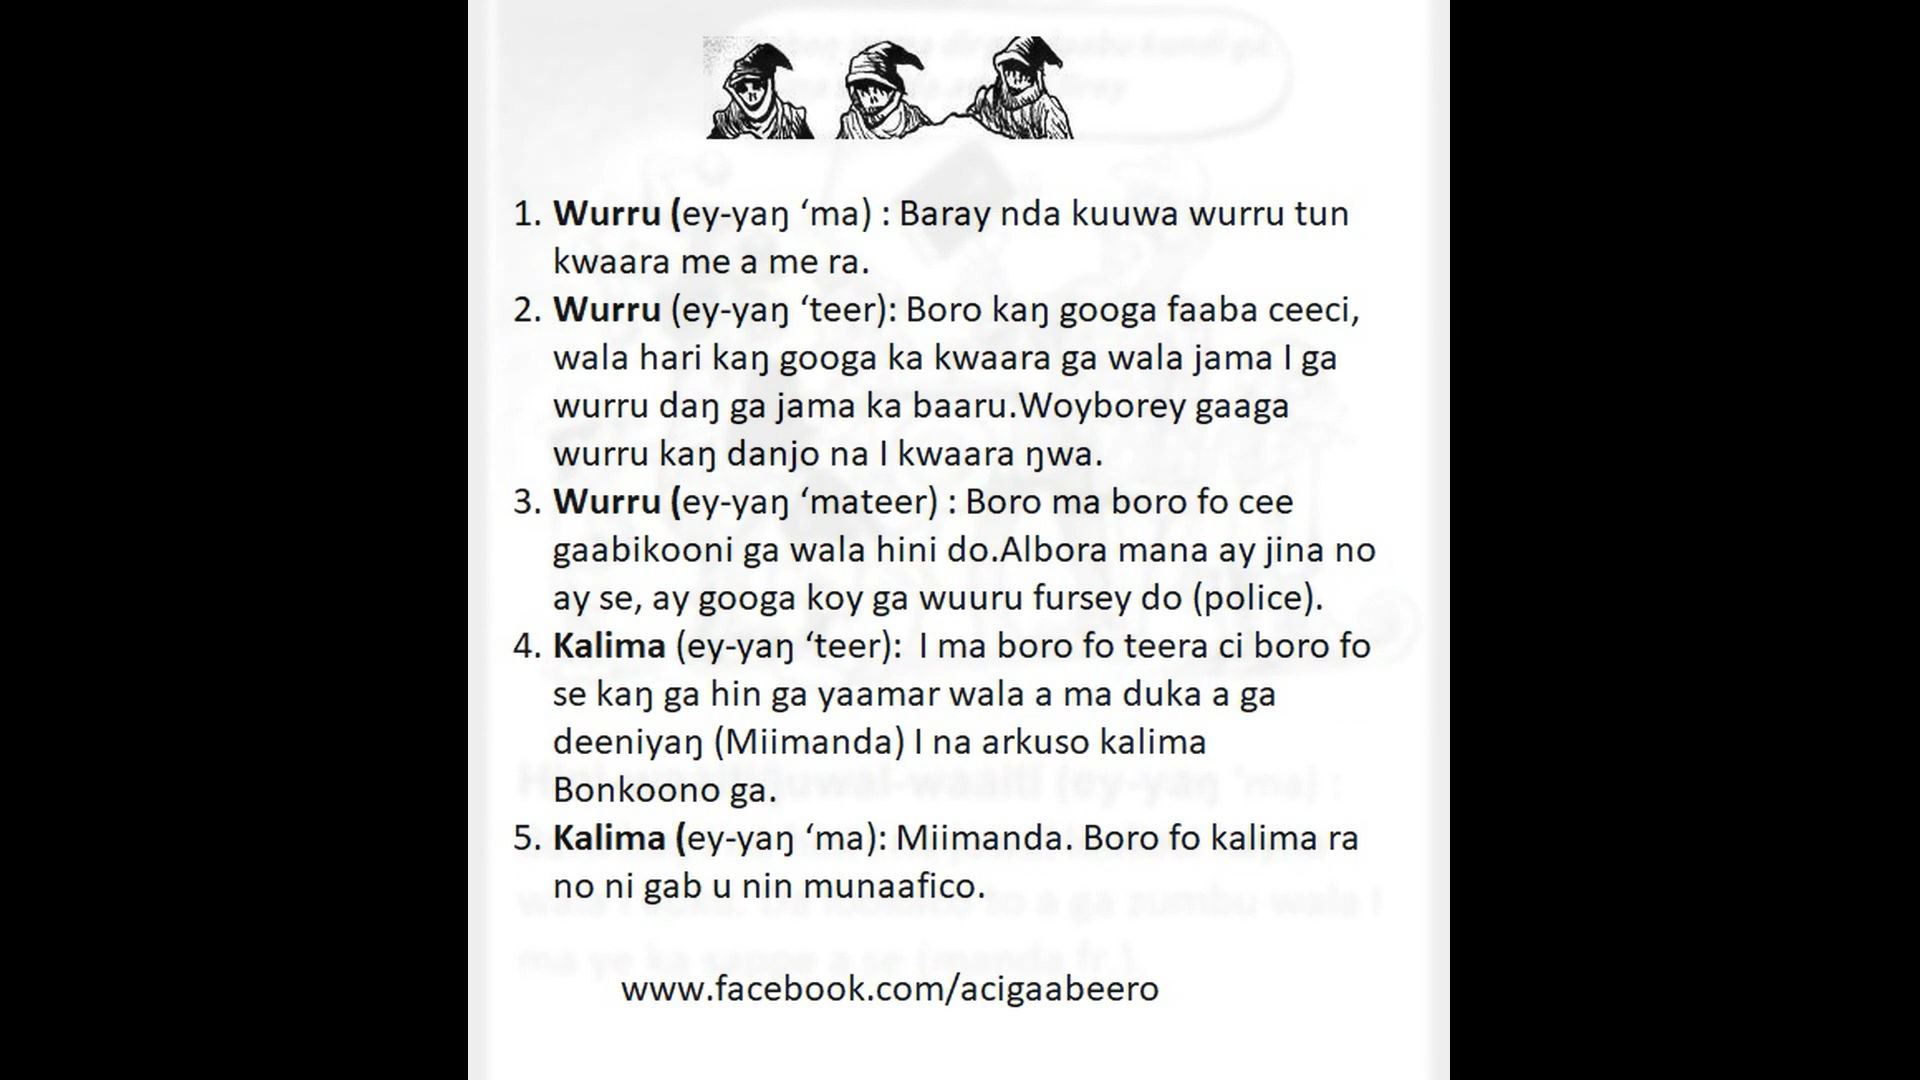 1. Wurru (ey-yaŋ ‘ma) : Baray nda kuuwa wurru tun
kwaara me a me ra.
2. Wurru (ey-yaŋ ‘teer): Boro kaŋ googa faaba ceeci,
wala hari kaŋ googa ka kwaara ga wala jama I ga
wurru daŋ ga jama ka baaru.Woyborey gaaga
wurru kaŋ danjo na I kwaara ŋwa.
3. Wurru (ey-yaŋ ‘mateer) : Boro ma boro fo cee
gaabikooni ga wala hini do.Albora mana ay jina no
ay se, ay googa koy ga wuuru fursey do (police).
4. Kalima (ey-yaŋ ‘teer): I ma boro fo teera ci boro fo
se kaŋ ga hin ga yaamar wala a ma duka a ga
deeniyaŋ (Miimanda) I na arkuso kalima
Bonkoono ga.
5. Kalima (ey-yaŋ ‘ma): Miimanda. Boro fo kalima ra
no ni gab u nin munaafico.
www.facebook.com/acigaabeero